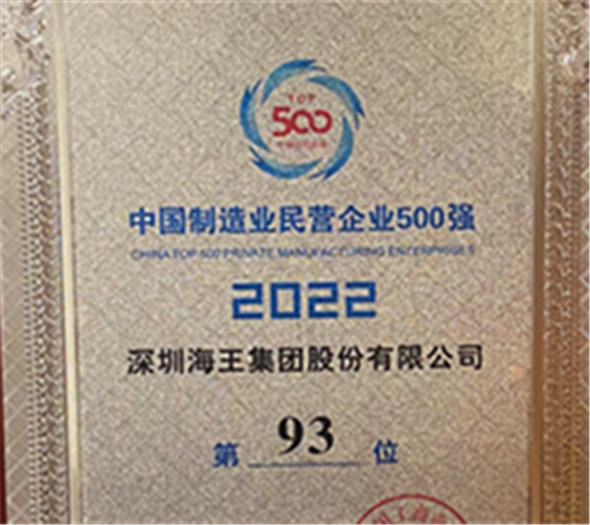 TOP
500
中国制造业民营企业500强
CHINA TOP 500 PRIVATE MANUFACTURING ENTERPRISES
2022
深圳海王集团股份有限公司
第 93 位